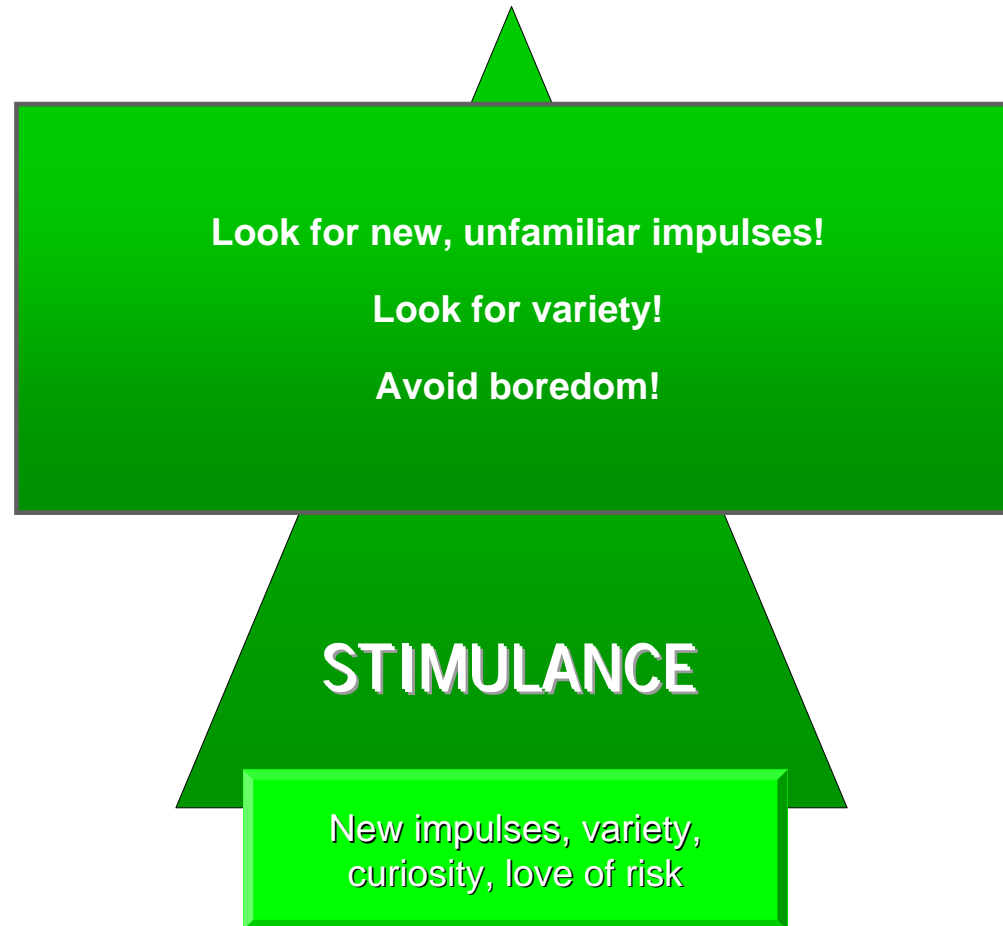 Look for new, unfamiliar impulses!
Look for variety!
Avoid boredom!
STIMULANCE
New impulses, variety,
curiosity, love of risk